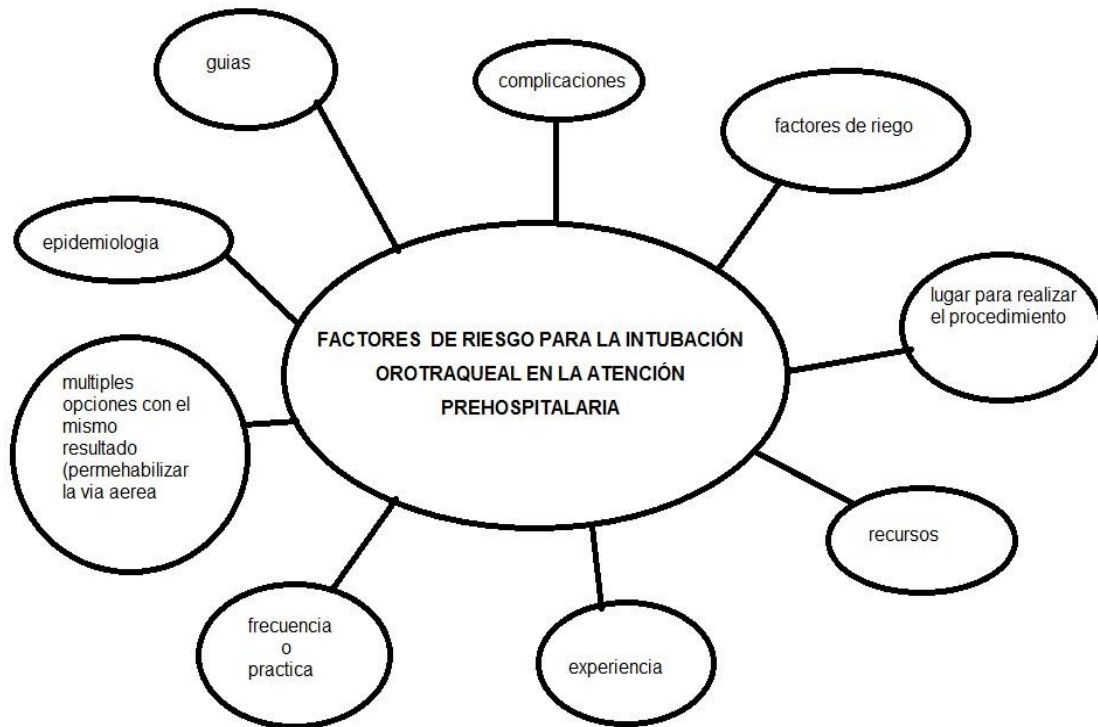 guias
complicaciones
factores de riego
epidemiologia
lugar para realizar
el procedimiento
FACTORES DE RIESGO PARA LA INTUBACIÓN
OROTRAQUEAL EN LA ATENCIÓN
PREHOSPITALARIA
multiples
opciones con el
mismo
resultado
(permehabilizar
la via aerea
recursos
frecuencia
o
practica
experiencia